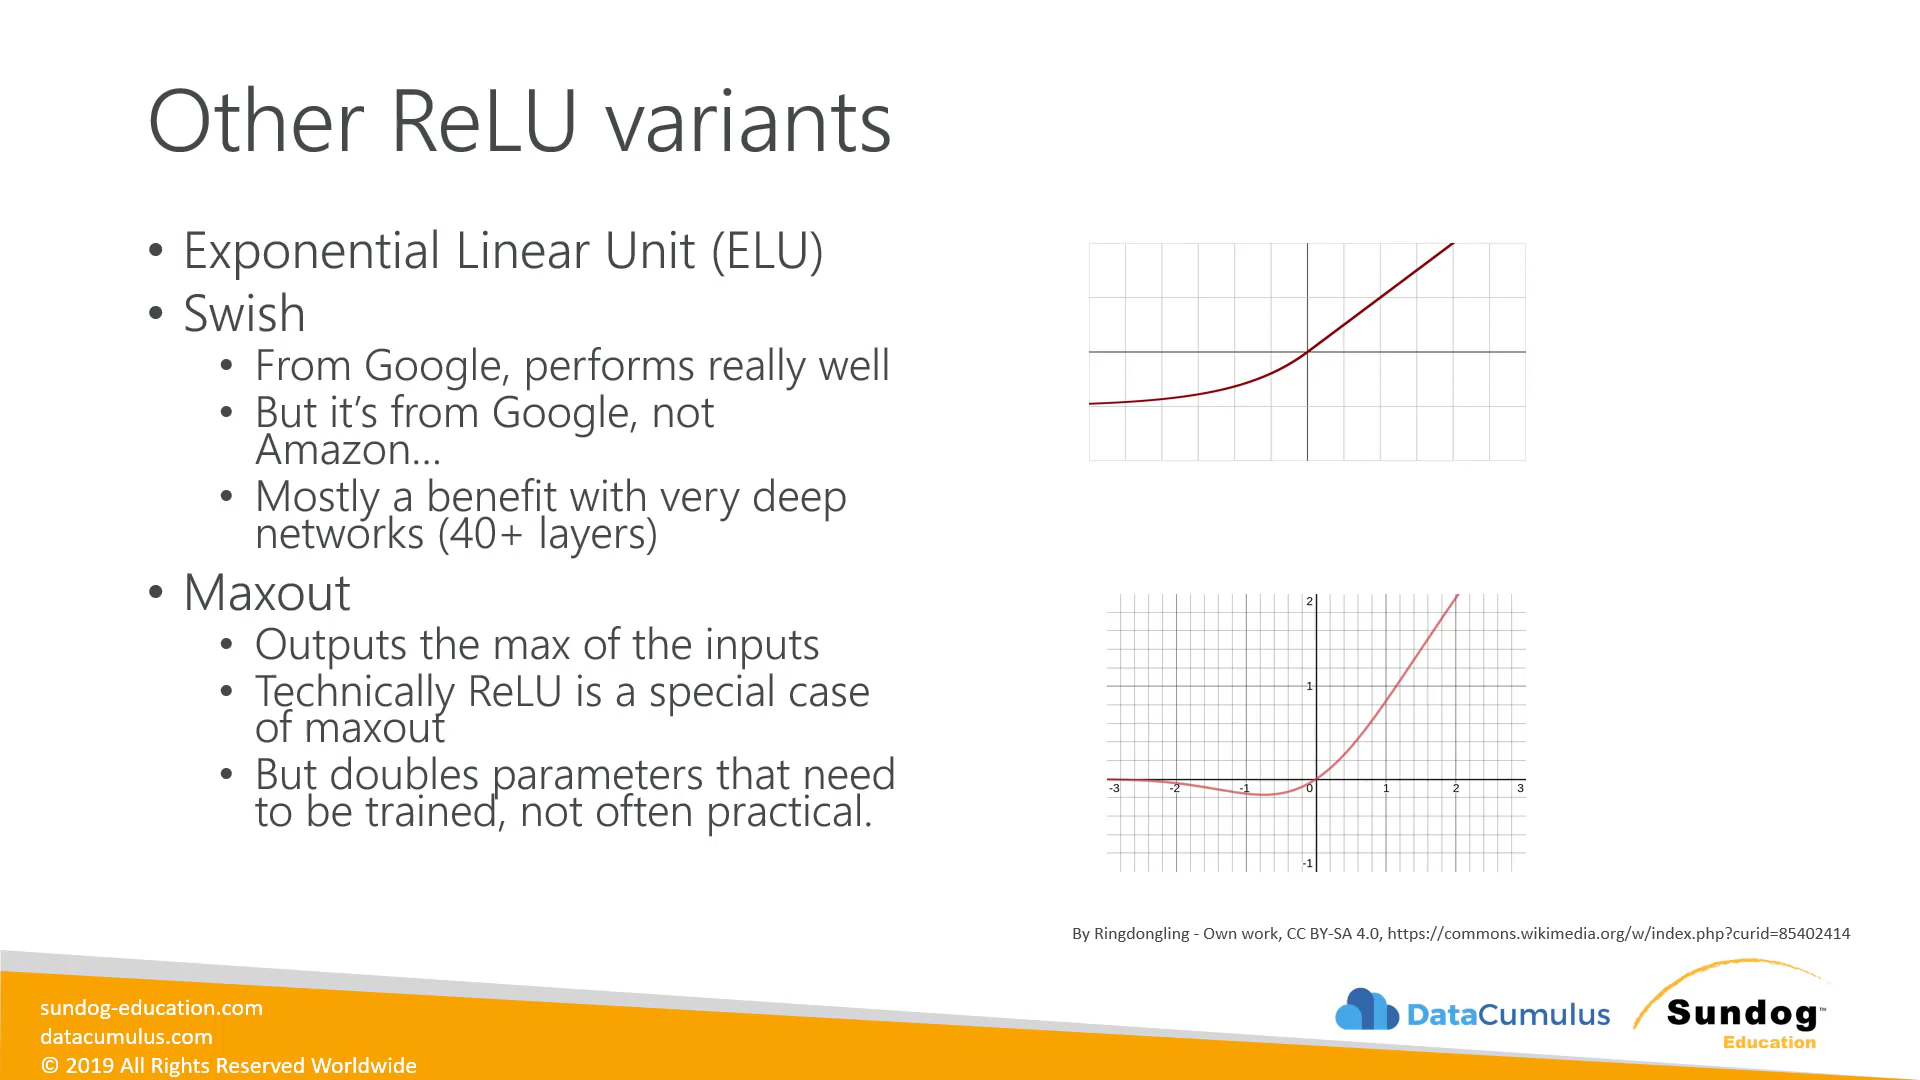 Other ReLU variants
• Exponential Linear Unit (ELU)
• Swish
• From Google, performs really well
• But it’s from Google, not
Amazon…
• Mostly a benefit with very deep
networks (40+ layers)
• Maxout
• Outputs the max of the inputs
• Technically ReLU is a special case
of maxout
• But doubles parameters that need
to be trained, not often practical.
2
1
-3 -2 -1 0 1 2 3
-1
By Ringdongling - Own work, CC BY-SA 4.0, https://commons.wikimedia.org/w/index.php?curid=85402414
sundog-education.com
datacumulus.com
© 2019 All Rights Reserved Worldwide
DataCumulus
Sundog™
Education